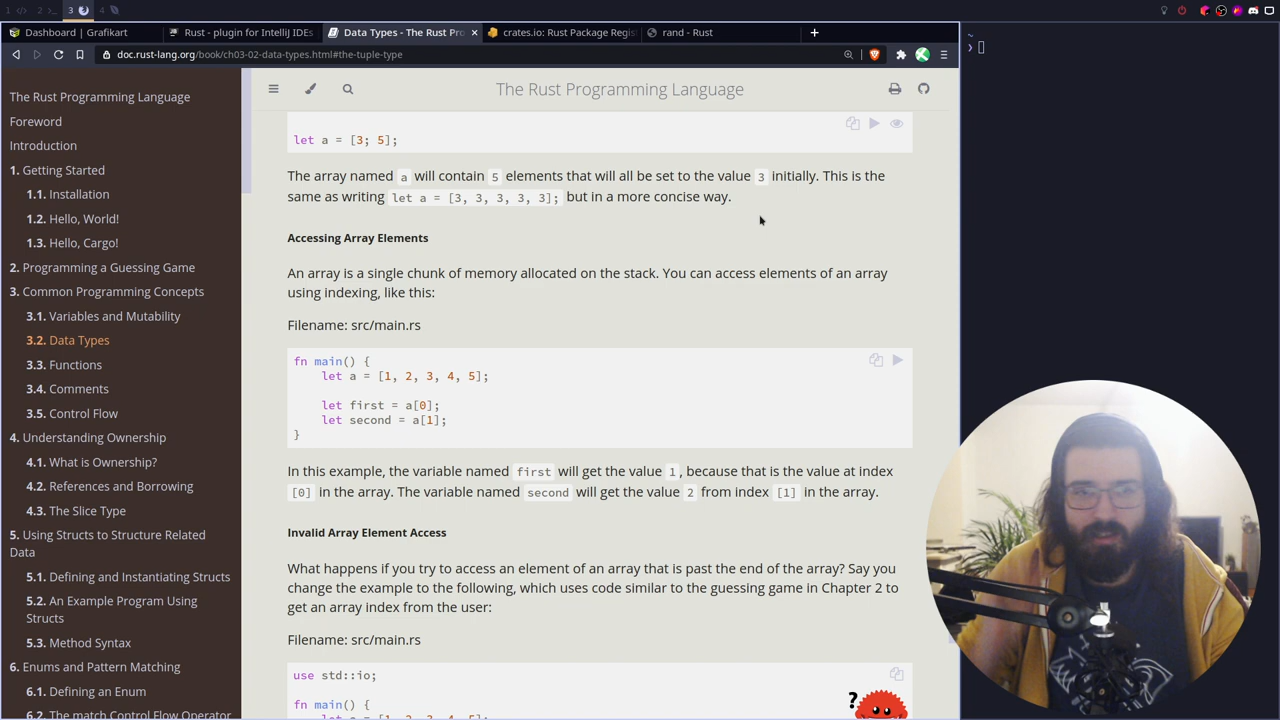 1
2
3
4
Dashboard | Grafikart
Rust - plugin for IntelliJ IDEs
Data Types - The Rust Pro
crates.io: Rust Package Regist
rand - Rust
doc.rust-lang.org/book/ch03-02-data-types.html#the-tuple-type
~
The Rust Programming Language
Foreword
Introduction
1. Getting Started
1.1. Installation
1.2. Hello, World!
1.3. Hello, Cargo!
2. Programming a Guessing Game
3. Common Programming Concepts
3.1. Variables and Mutability
3.2. Data Types
3.3. Functions
3.4. Comments
3.5. Control Flow
4. Understanding Ownership
4.1. What is Ownership?
4.2. References and Borrowing
4.3. The Slice Type
5. Using Structs to Structure Related
Data
5.1. Defining and Instantiating Structs
5.2. An Example Program Using
Structs
5.3. Method Syntax
6. Enums and Pattern Matching
6.1. Defining an Enum
6.2. The match Control Flow Operator
The Rust Programming Language
let a = [3; 5];
The array named a will contain 5 elements that will all be set to the value 3 initially. This is the
same as writing let a = [3, 3, 3, 3, 3]; but in a more concise way.
Accessing Array Elements
An array is a single chunk of memory allocated on the stack. You can access elements of an array
using indexing, like this:
Filename: src/main.rs
fn main() {
let a = [1, 2, 3, 4, 5];
let first = a[0];
let second = a[1];
}
In this example, the variable named first will get the value 1, because that is the value at index
[0] in the array. The variable named second will get the value 2 from index [1] in the array.
Invalid Array Element Access
What happens if you try to access an element of an array that is past the end of the array? Say you
change the example to the following, which uses code similar to the guessing game in Chapter 2 to
get an array index from the user:
Filename: src/main.rs
use std::io;
fn main() {
let a = [1, 2, 3, 4, 5];
?